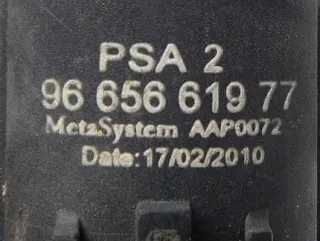 PSA 2
96 656 619 77
MetaSystem AAP0072
Date:17/02/2010